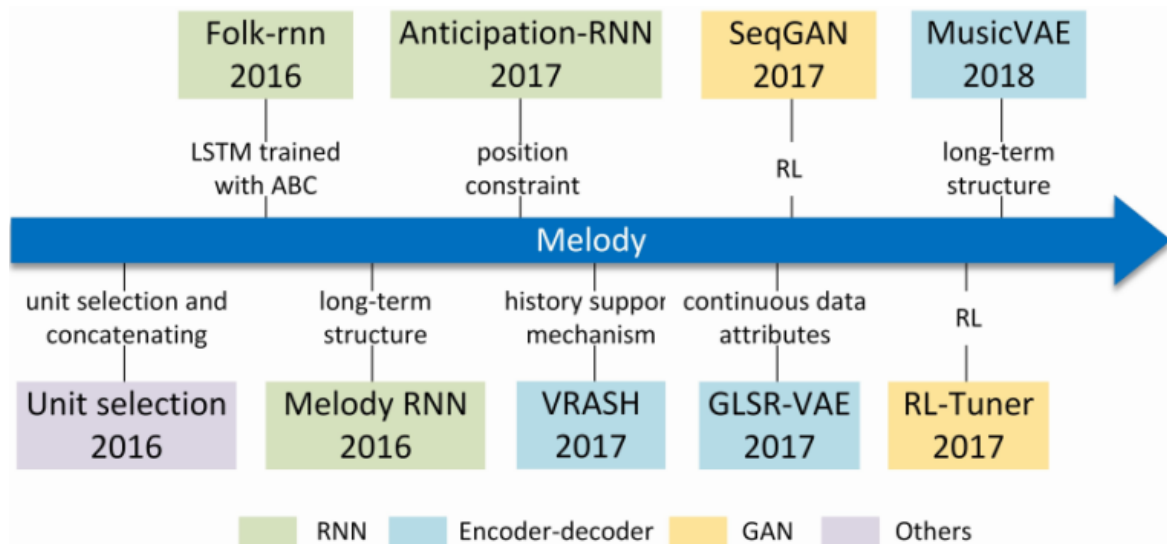 Folk-rnn
2016
Anticipation-RNN
2017
SeqGAN
2017
MusicVAE
2018
LSTM trained
with ABC
position
constraint
RL
long-term
structure
Melody
unit selection and
concatenating
long-term
structure
history suppor
mechanism
continuous data
attributes
RL
Unit selection
2016
Melody RNN
2016
VRASH
2017
GLSR-VAE
2017
RL-Tuner
2017
RNN
Encoder-decoder
GAN
Others